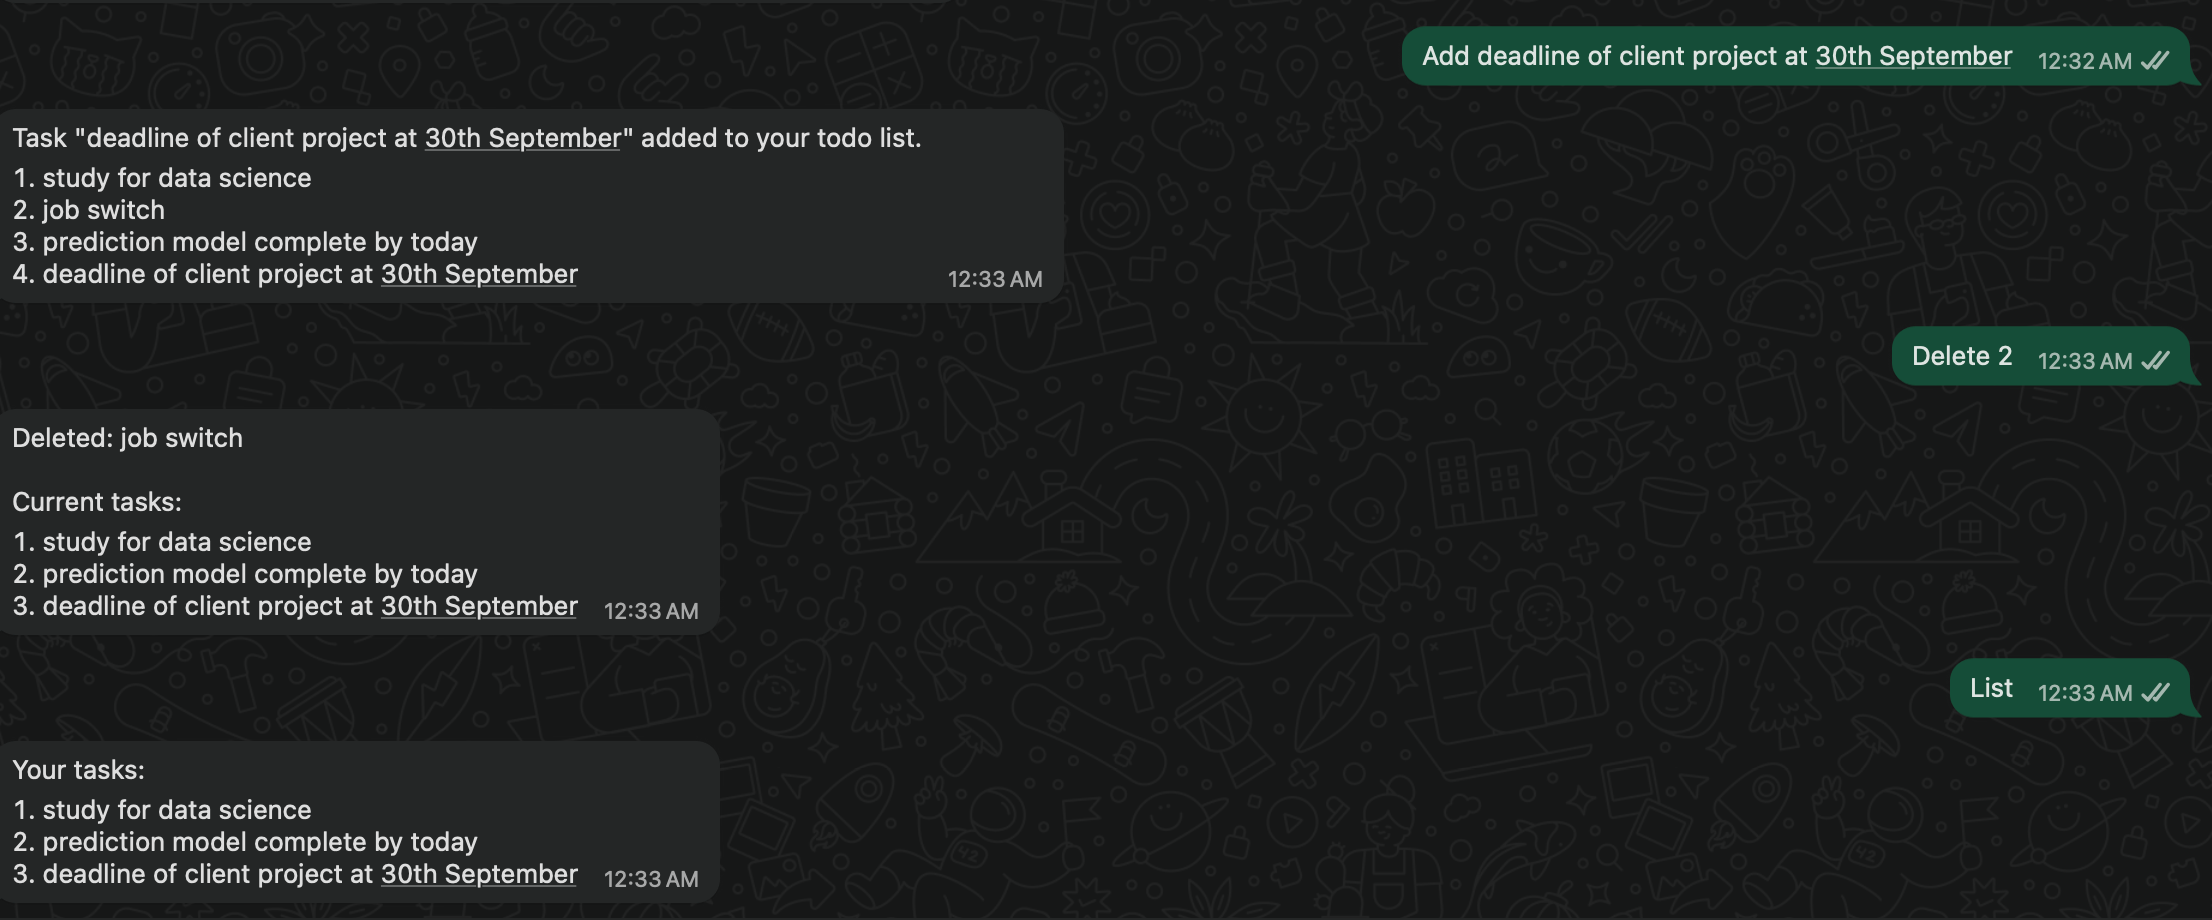 Add deadline of client project at 30th September 12:32 AM
Task "deadline of client project at 30th September" added to your todo list.
1. study for data science
2. job switch
3. prediction model complete by today
4. deadline of client project at 30th September 12:33 AM
Delete 2 12:33 AM
Deleted: job switch
Current tasks:
1. study for data science
2. prediction model complete by today
3. deadline of client project at 30th September 12:33 AM
List 12:33 AM
Your tasks:
1. study for data science
2. prediction model complete by today
3. deadline of client project at 30th September 12:33 AM